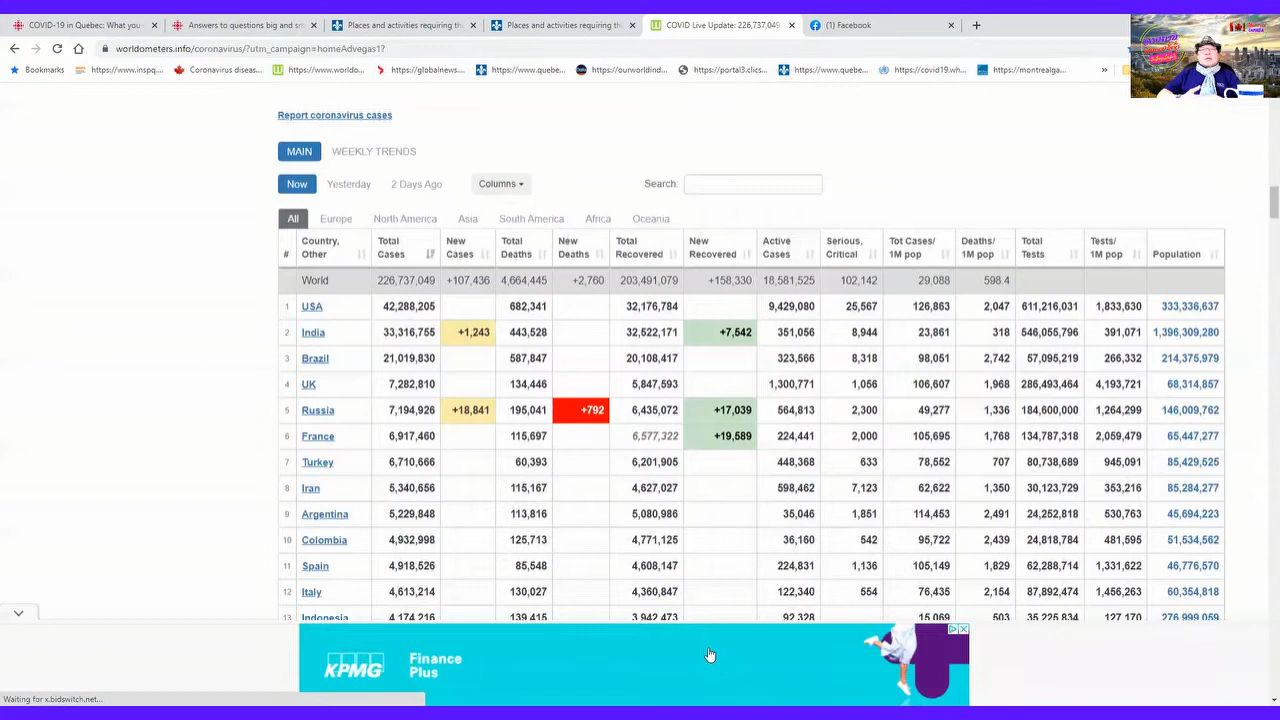 COVID-19 in Quebec: What you
Answers to questions big and sm
Places and activities requiring th
Places and activities requiring th
COVID Live Update: 226,737,049
(1) Facebook
worldometers.info/coronavirus/?utm_campaign=homeAdvegas1?
Bookmarks
https://www.inspq...
Coronavirus diseas...
https://www.worldo...
https://globalnews...
https://www.quebe...
https://ourworldind...
https://portal3.clics...
https://www.quebe...
https://covid19.wh...
https://montrealga...
Report coronavirus cases
MAIN WEEKLY TRENDS
Now Yesterday 2 Days Ago Columns Search:
All Europe North America Asia South America Africa Oceania
# Country, Other Total Cases New Cases Total Deaths New Deaths Total Recovered New Recovered Active Cases Serious, Critical Tot Cases/ 1M pop Deaths/ 1M pop Total Tests Tests/ 1M pop Population
World 226,737,049 +107,436 4,664,445 +2,760 203,491,079 +158,330 18,581,525 102,142 29,088 598.4
1 USA 42,288,205 682,341 32,176,784 9,429,080 25,567 126,863 2,047 611,216,031 1,833,630 333,336,637
2 India 33,316,755 +1,243 443,528 32,522,171 +7,542 351,056 8,944 23,861 318 546,055,796 391,071 1,396,309,280
3 Brazil 21,019,830 587,847 20,108,417 323,566 8,318 98,051 2,742 57,095,219 266,332 214,375,979
4 UK 7,282,810 134,446 5,847,593 1,300,771 1,056 106,607 1,968 286,493,464 4,193,721 68,314,857
5 Russia 7,194,926 +18,841 195,041 +792 6,435,072 +17,039 564,813 2,300 49,277 1,336 184,600,000 1,264,299 146,009,762
6 France 6,917,460 115,697 6,577,322 +19,589 224,441 2,000 105,695 1,768 134,787,318 2,059,479 65,447,277
7 Turkey 6,710,666 60,393 6,201,905 448,368 633 78,552 707 80,738,689 945,091 85,429,525
8 Iran 5,340,656 115,167 4,627,027 598,462 7,123 62,622 1,350 30,123,729 353,216 85,284,277
9 Argentina 5,229,848 113,816 5,080,986 35,046 1,851 114,453 2,491 24,252,818 530,763 45,694,223
10 Colombia 4,932,998 125,713 4,771,125 36,160 542 95,722 2,439 24,818,784 481,595 51,534,562
11 Spain 4,918,526 85,548 4,608,147 224,831 1,136 105,149 1,829 62,288,714 1,331,622 46,776,570
12 Italy 4,613,214 130,027 4,360,847 122,340 554 76,435 2,154 87,892,474 1,456,263 60,354,818
13 Indonesia 4,174,216 139,415 3,942,473 92,328 15,069 503 35,225,834 127,170 276,999,059
KPMG
Finance
Plus
Waiting for x.bidswitch.net...